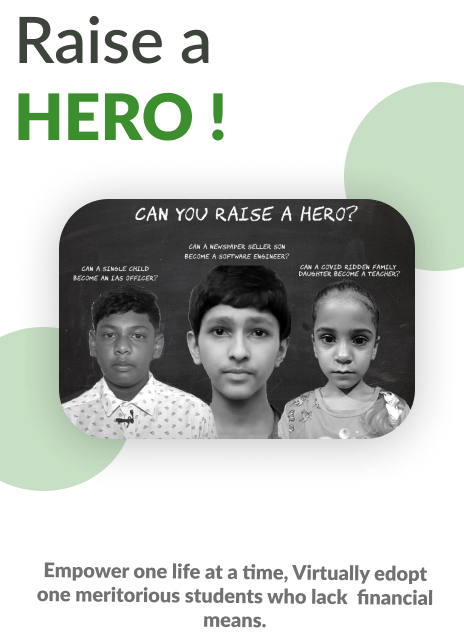 Raise a
HERO !
CAN YOU RAISE A HERO?
CAN A NEWSPAPER SELLER SON
BECOME A SOFTWARE ENGINEER?
CAN A SINGLE CHILD
BECOME AN IAS OFFICER?
CAN A COVID RIDDEN FAMILY
DAUGHTER BECOME A TEACHER?
Empower one life at a time, Virtually edopt
one meritorious students who lack financial
means.